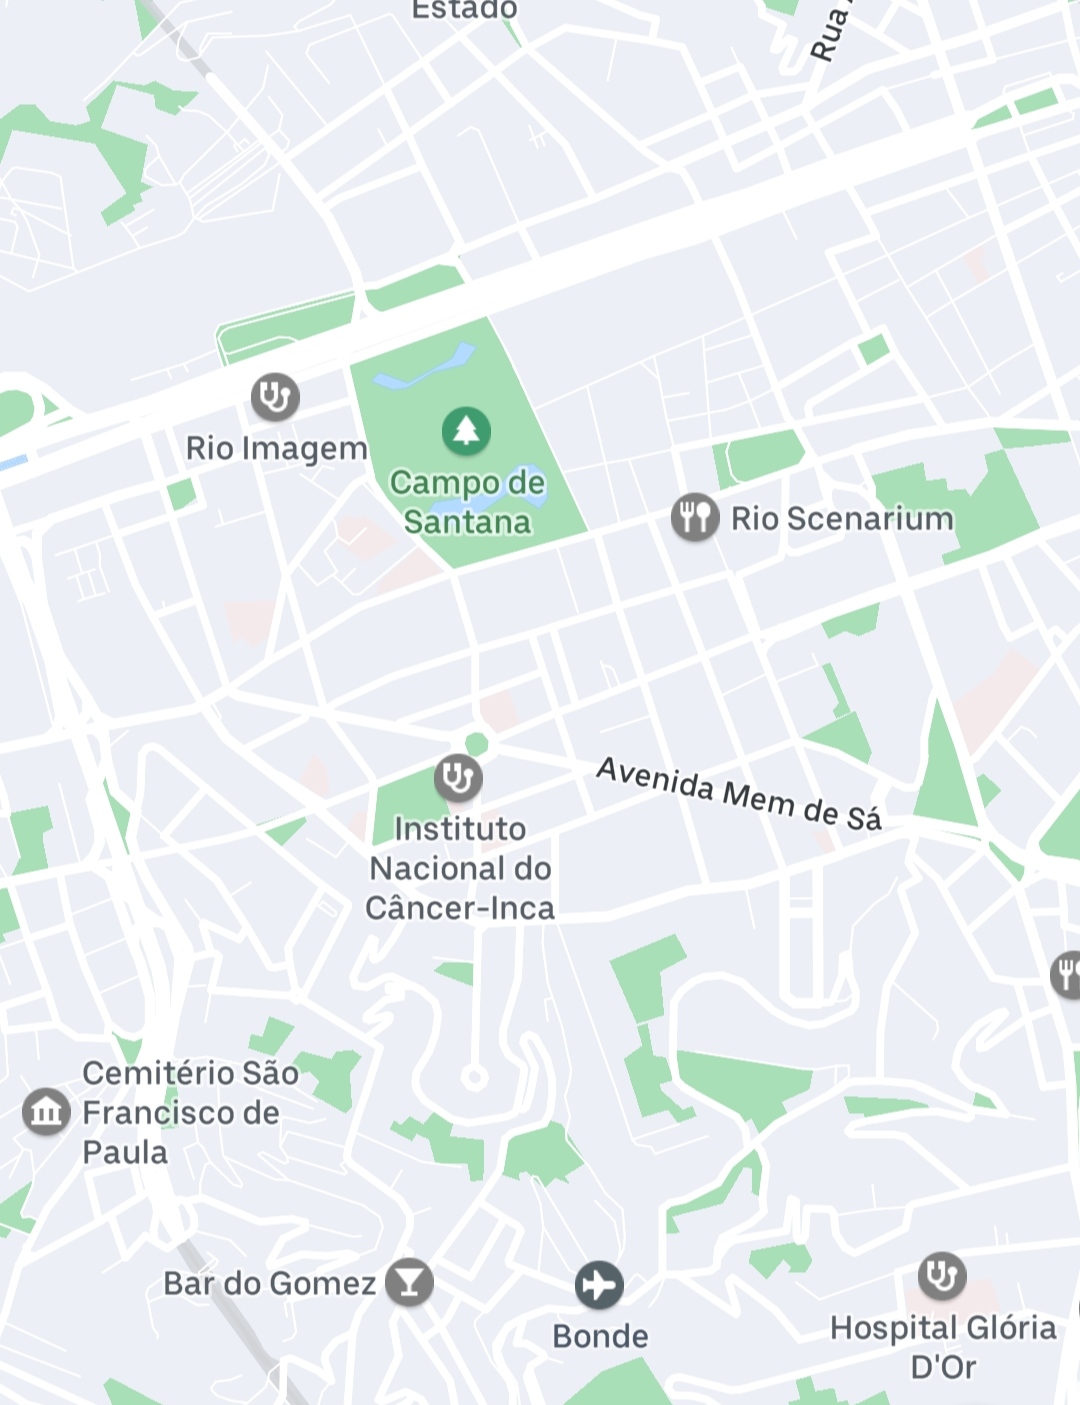 Estado
Rua
Rio Imagem
Campo de
Santana
Rio Scenarium
Avenida Mem de Sá
Instituto
Nacional do
Câncer-Inca
Cemitério São
Francisco de
Paula
Bar do Gomez
Bonde
Hospital Glória
D'Or